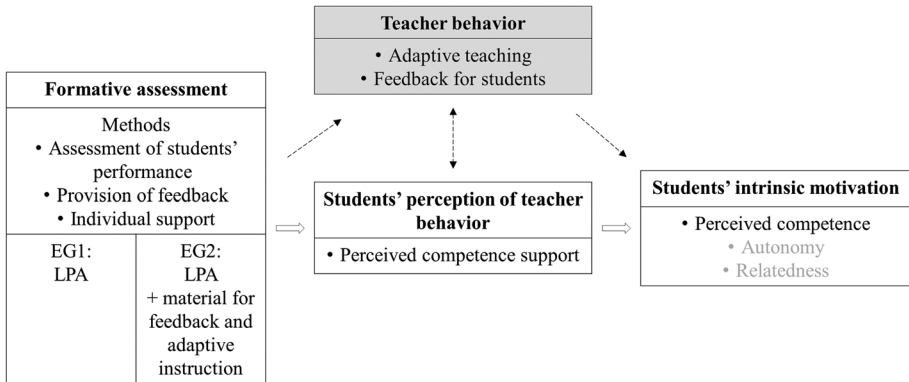 Teacher behavior
• Adaptive teaching
• Feedback for students
Formative assessment
Methods
• Assessment of students’
performance
• Provision of feedback
• Individual support
EG1:
LPA
EG2:
LPA
+ material for
feedback and
adaptive
instruction
Students’ perception of teacher
behavior
• Perceived competence support
Students’ intrinsic motivation
• Perceived competence
• Autonomy
• Relatedness